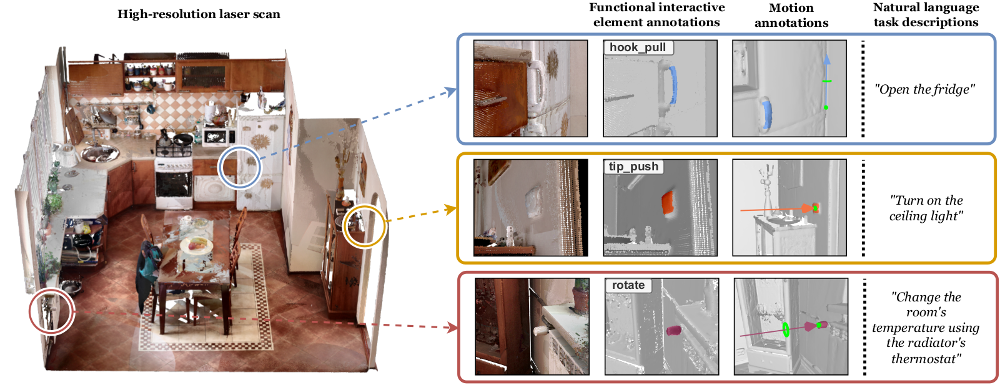 High-resolution laser scan
Functional interactive
element annotations
Motion
annotations
Natural language
task descriptions
hook_pull
"Open the fridge"
tip_push
"Turn on the
ceiling light"
rotate
"Change the
room's
temperature using
the radiator's
thermostat"